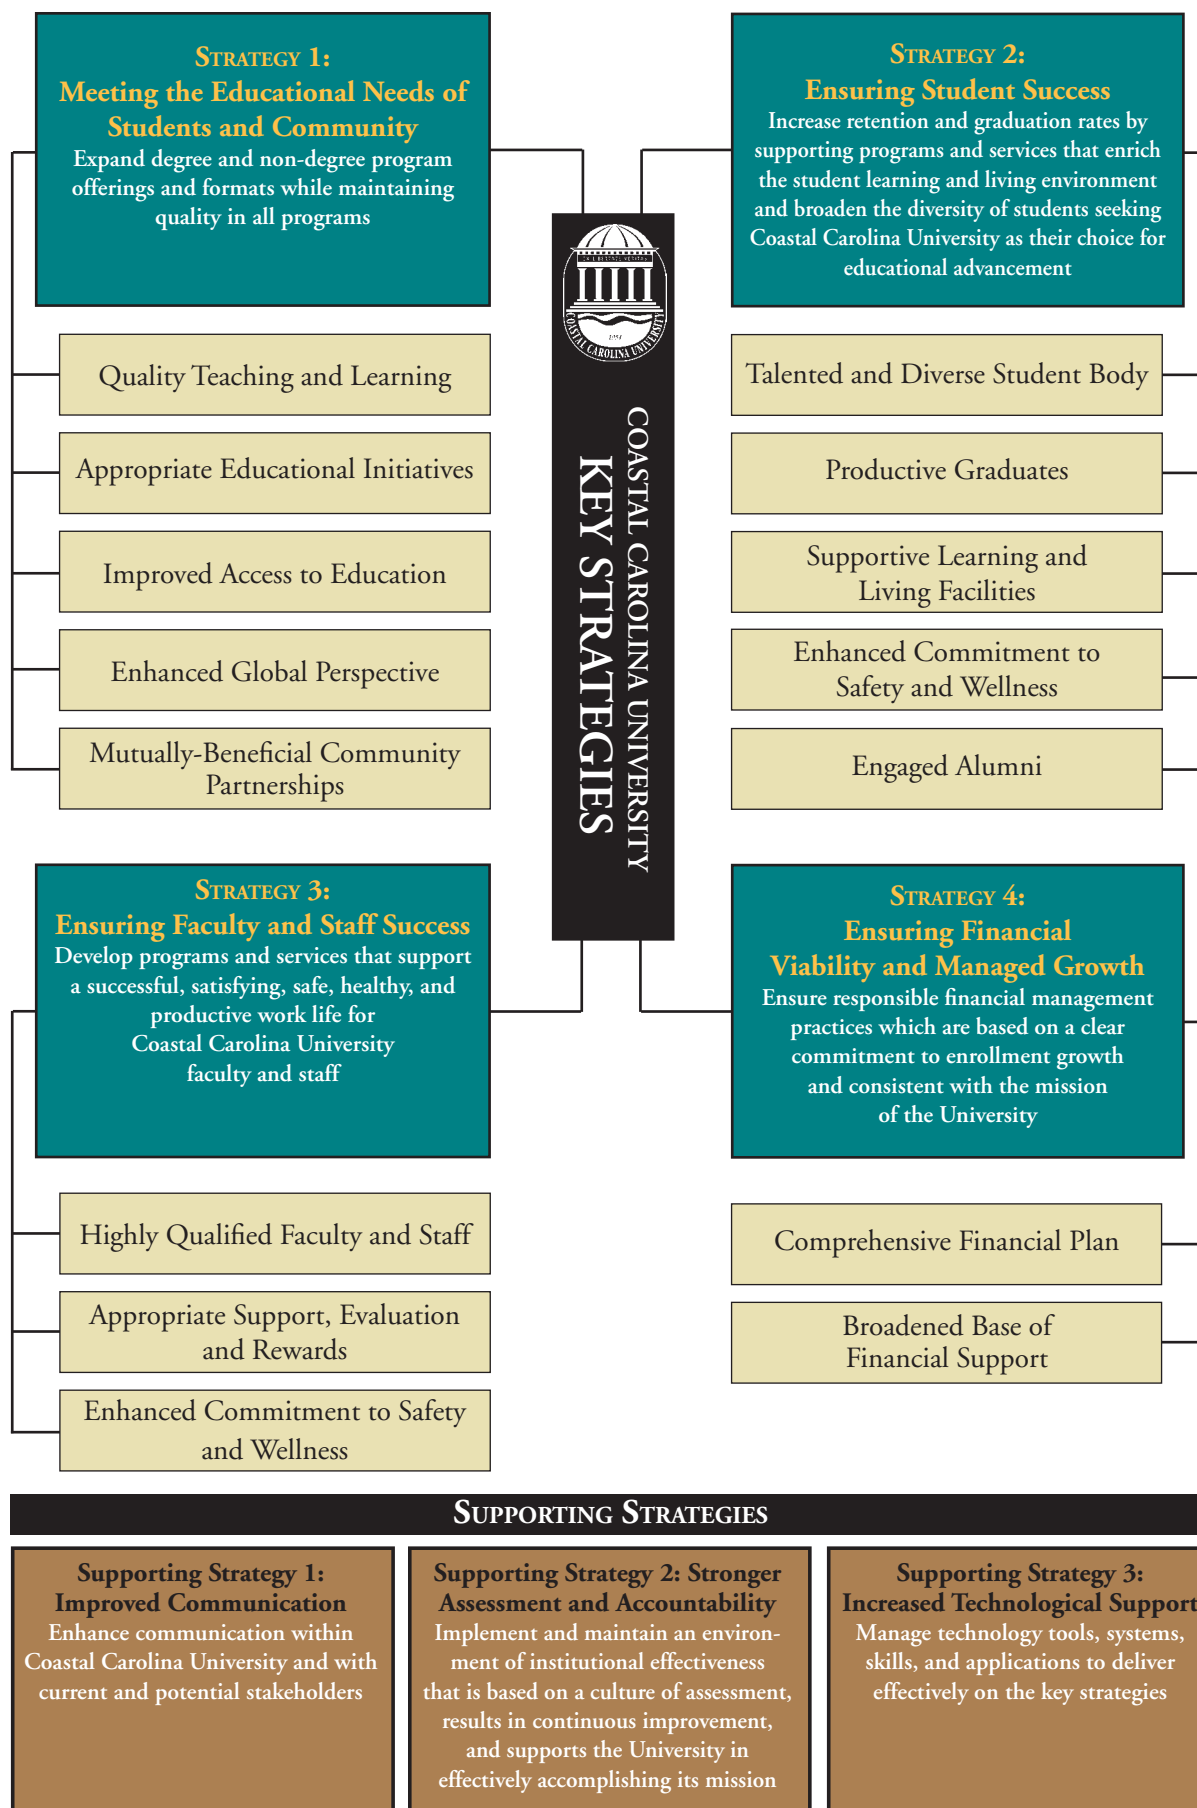 STRATEGY 1:
Meeting the Educational Needs of
Students and Community
Expand degree and non-degree program
offerings and formats while maintaining
quality in all programs
Quality Teaching and Learning
Appropriate Educational Initiatives
Improved Access to Education
Enhanced Global Perspective
Mutually-Beneficial Community
Partnerships
COASTAL CAROLINA UNIVERSITY
1954
COASTAL CAROLINA UNIVERSITY
KEY STRATEGIES
STRATEGY 2:
Ensuring Student Success
Increase retention and graduation rates by
supporting programs and services that enrich
the student learning and living environment
and broaden the diversity of students seeking
Coastal Carolina University as their choice for
educational advancement
Talented and Diverse Student Body
Productive Graduates
Supportive Learning and
Living Facilities
Enhanced Commitment to
Safety and Wellness
Engaged Alumni
STRATEGY 3:
Ensuring Faculty and Staff Success
Develop programs and services that support
a successful, satisfying, safe, healthy, and
productive work life for
Coastal Carolina University
faculty and staff
Highly Qualified Faculty and Staff
Appropriate Support, Evaluation
and Rewards
Enhanced Commitment to Safety
and Wellness
STRATEGY 4:
Ensuring Financial
Viability and Managed Growth
Ensure responsible financial management
practices which are based on a clear
commitment to enrollment growth
and consistent with the mission
of the University
Comprehensive Financial Plan
Broadened Base of
Financial Support
SUPPORTING STRATEGIES
Supporting Strategy 1:
Improved Communication
Enhance communication within
Coastal Carolina University and with
current and potential stakeholders
Supporting Strategy 2: Stronger
Assessment and Accountability
Implement and maintain an environ-
ment of institutional effectiveness
that is based on a culture of assessment,
results in continuous improvement,
and supports the University in
effectively accomplishing its mission
Supporting Strategy 3:
Increased Technological Support
Manage technology tools, systems,
skills, and applications to deliver
effectively on the key strategies